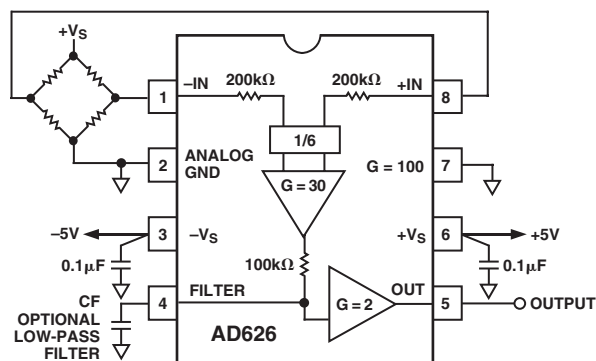 +VS
200kΩ
200kΩ
–IN
+IN
1
8
1/6
ANALOG
GND
2
G = 100
7
G = 30
–5V
3
–VS
+VS
6
+5V
0.1µF
100kΩ
0.1µF
FILTER
OUT
4
G = 2
5
OUTPUT
CF
OPTIONAL
LOW-PASS
FILTER
AD626